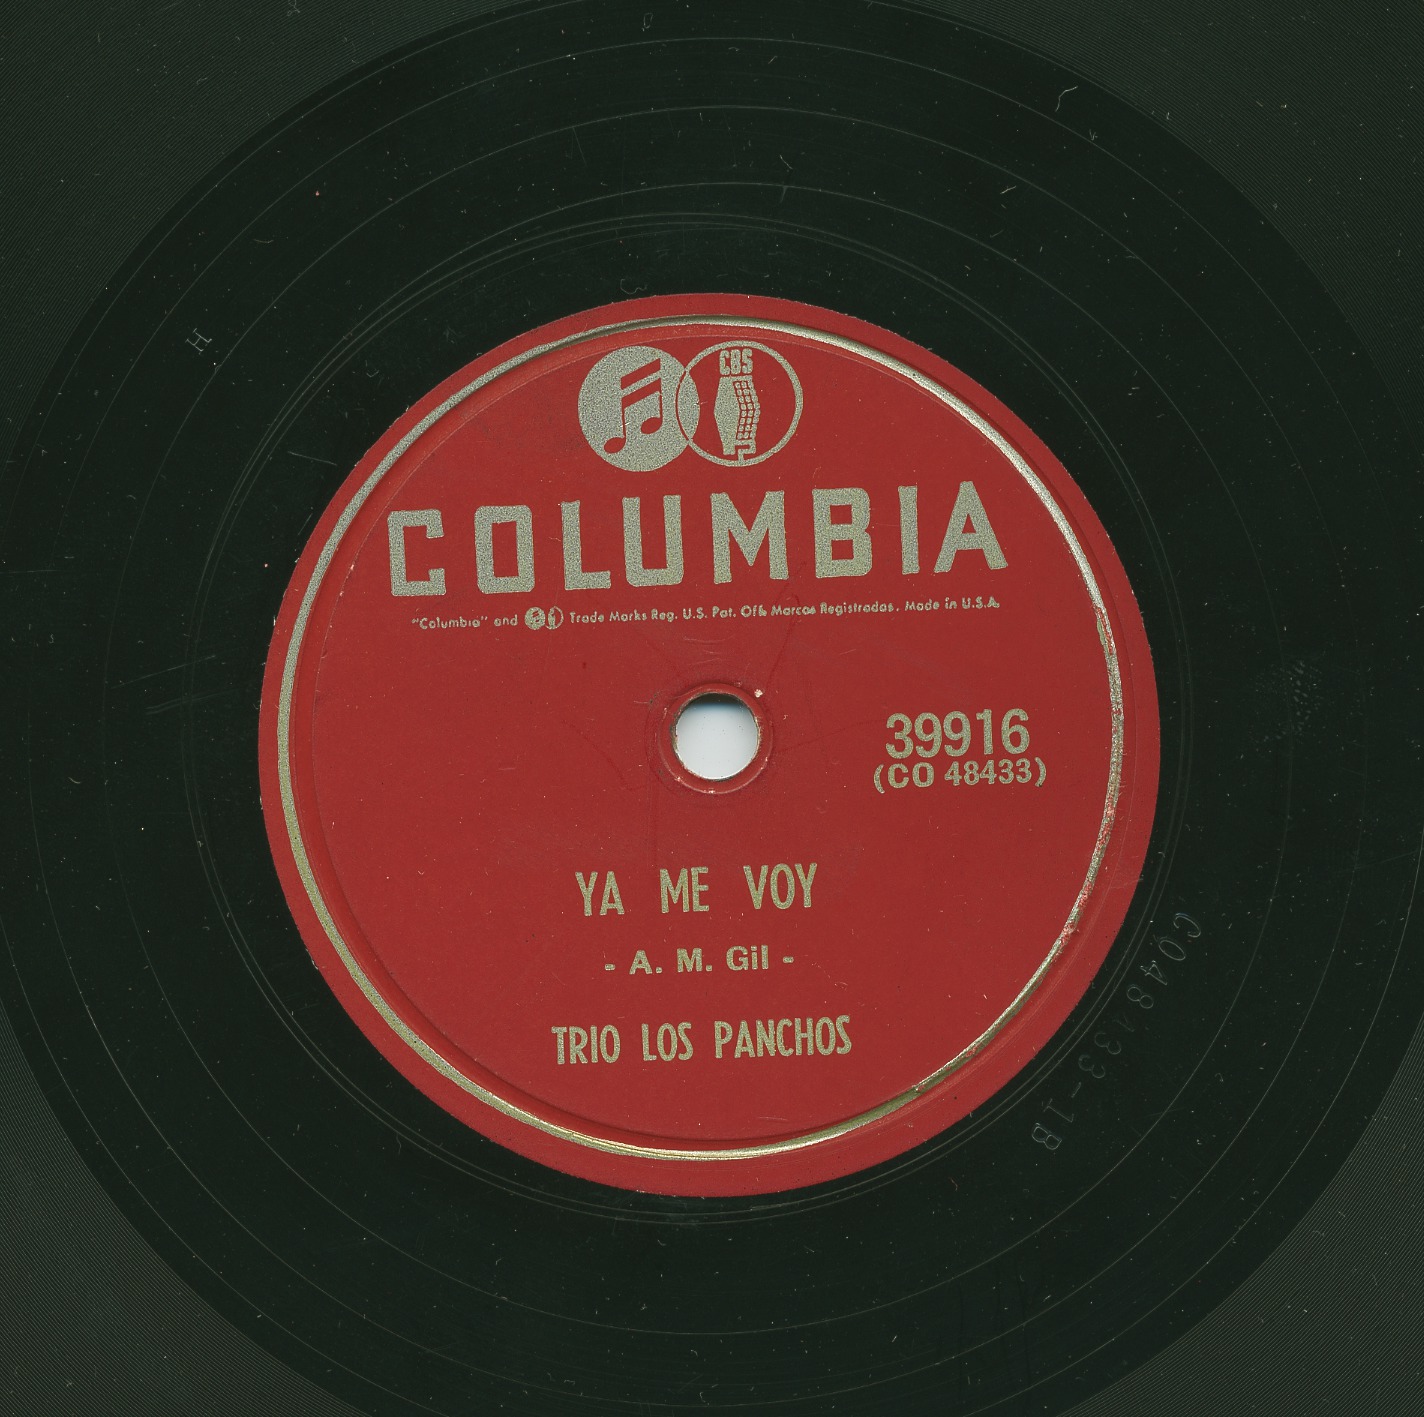 CBS
COLUMBIA
"Columbia" and Trade Marks Reg. U.S. Pat. Off. Marcas Registradas. Made in U.S.A.
39916
(CO 48433)
YA ME VOY
- A. M. Gil -
TRIO LOS PANCHOS
CO48433-1B
H